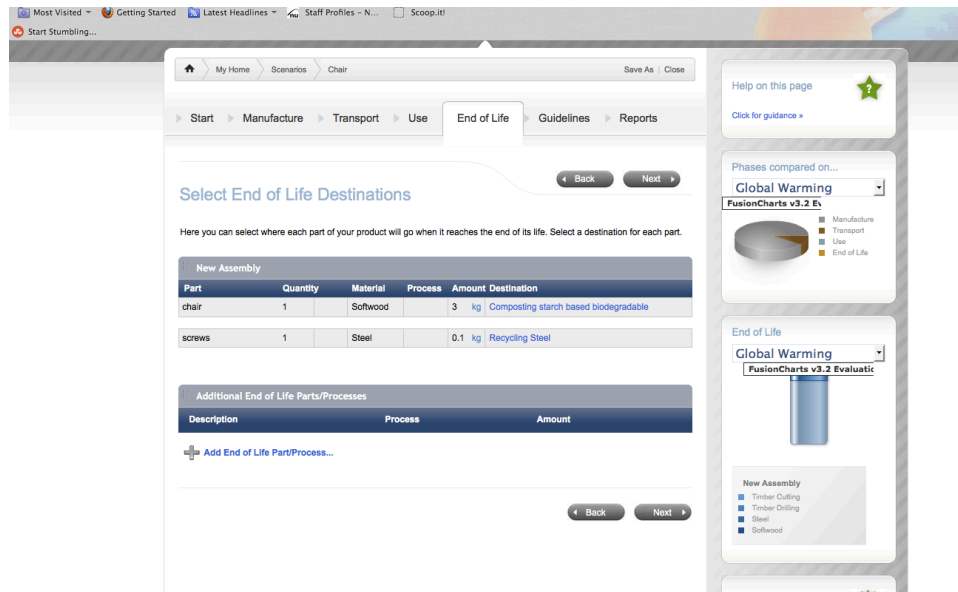 Most Visited Getting Started Latest Headlines Staff Profiles – N... Scoop.it!
Start Stumbling...
My Home Scenarios Chair Save As | Close
Start Manufacture Transport Use End of Life Guidelines Reports
Back Next
Select End of Life Destinations
Here you can select where each part of your product will go when it reaches the end of its life. Select a destination for each part.
New Assembly
Part Quantity Material Process Amount Destination
chair 1 Softwood 3 kg Composting starch based biodegradable
screws 1 Steel 0.1 kg Recycling Steel
Additional End of Life Parts/Processes
Description Process Amount
Add End of Life Part/Process...
Back Next
Help on this page
?
Click for guidance »
Phases compared on...
Global Warming
FusionCharts v3.2 Ev
Manufacture
Transport
Use
End of Life
End of Life
Global Warming
FusionCharts v3.2 Evaluatic
New Assembly
Timber Cutting
Timber Drilling
Steel
Softwood